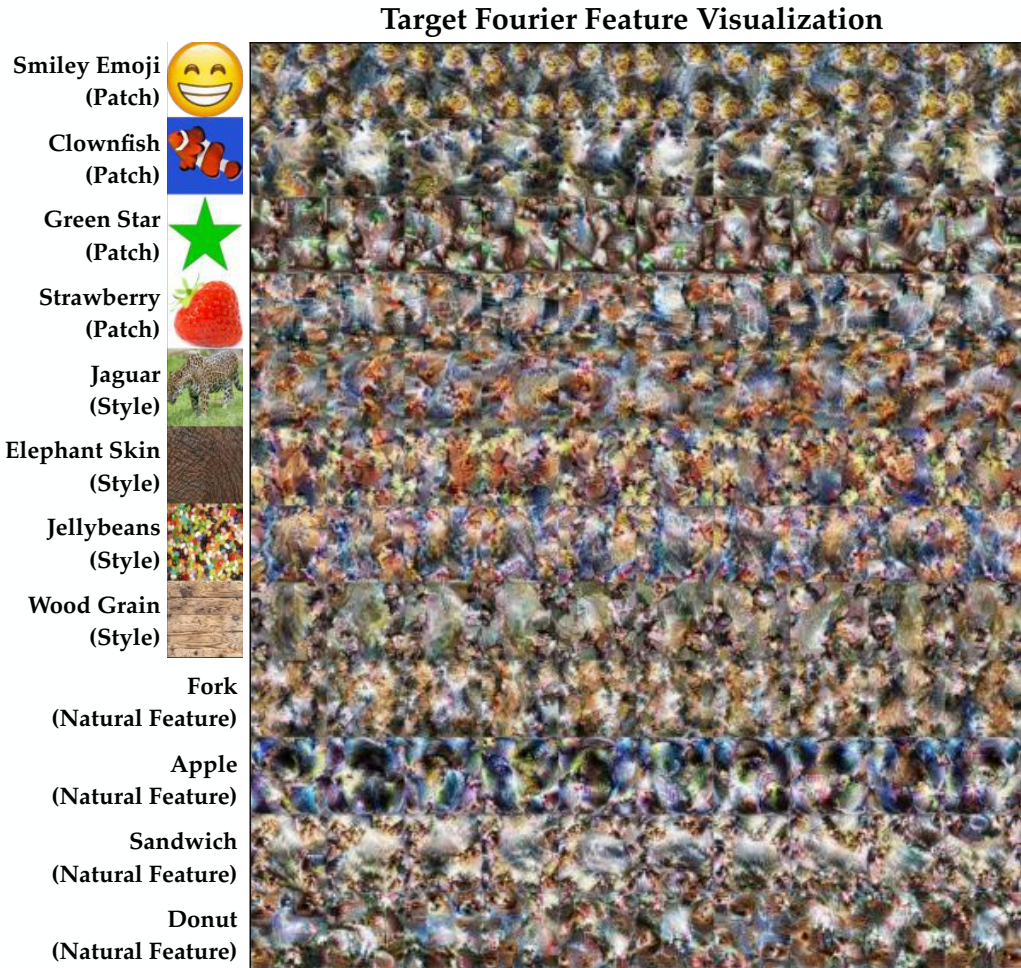 Target Fourier Feature Visualization
Smiley Emoji
(Patch)
Clownfish
(Patch)
Green Star
(Patch)
Strawberry
(Patch)
Jaguar
(Style)
Elephant Skin
(Style)
Jellybeans
(Style)
Wood Grain
(Style)
Fork
(Natural Feature)
Apple
(Natural Feature)
Sandwich
(Natural Feature)
Donut
(Natural Feature)